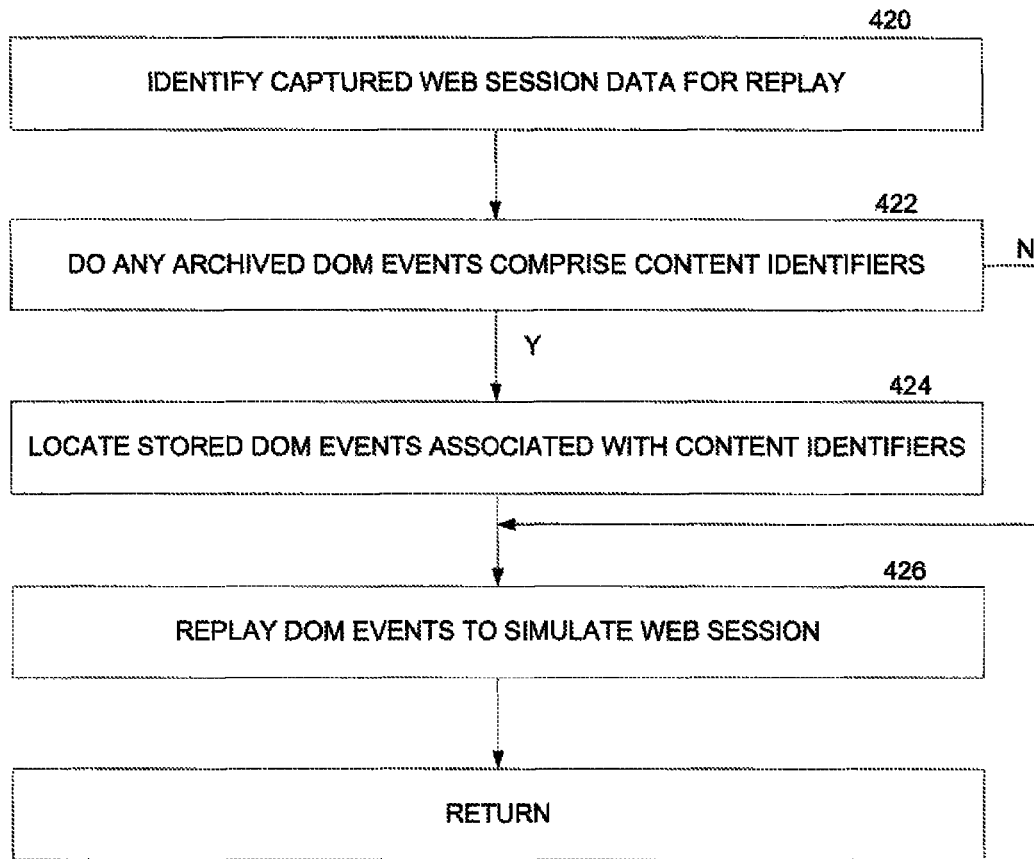 420
IDENTIFY CAPTURED WEB SESSION DATA FOR REPLAY
422
DO ANY ARCHIVED DOM EVENTS COMPRISE CONTENT IDENTIFIERS
N
Y
424
LOCATE STORED DOM EVENTS ASSOCIATED WITH CONTENT IDENTIFIERS
426
REPLAY DOM EVENTS TO SIMULATE WEB SESSION
RETURN